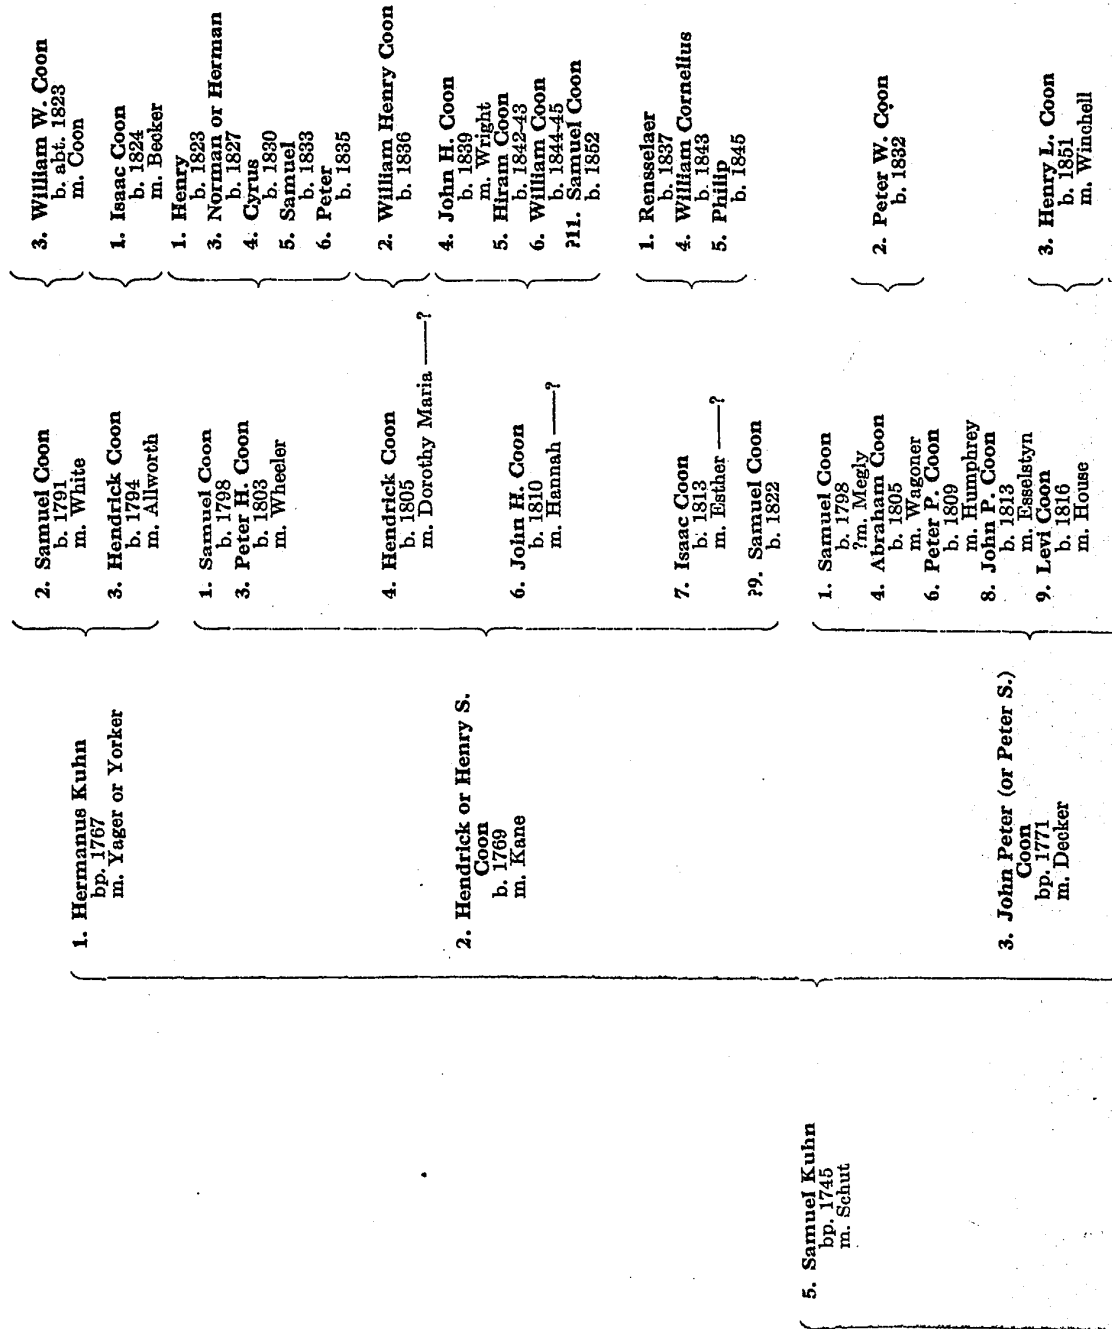 5. Samuel Kuhn
bp. 1745
m. Schut
1. Hermanus Kuhn
bp. 1767
m. Yager or Yorker
2. Hendrick or Henry S.
Coon
b. 1769
m. Kane
3. John Peter (or Peter S.)
Coon
bp. 1771
m. Decker
2. Samuel Coon
b. 1791
m. White
3. Hendrick Coon
b. 1794
m. Allworth
1. Samuel Coon
b. 1798
3. Peter H. Coon
b. 1803
m. Wheeler
4. Hendrick Coon
b. 1805
m. Dorothy Maria ——?
6. John H. Coon
b. 1810
m. Hannah ——?
7. Isaac Coon
b. 1813
m. Esther ——?
?9. Samuel Coon
b. 1822
1. Samuel Coon
b. 1798
?m. Megly
4. Abraham Coon
b. 1805
m. Wagoner
6. Peter P. Coon
b. 1809
m. Humphrey
8. John P. Coon
b. 1813
m. Esselstyn
9. Levi Coon
b. 1816
m. House
3. William W. Coon
b. abt. 1823
m. Coon
1. Isaac Coon
b. 1824
m. Becker
1. Henry
b. 1823
3. Norman or Herman
b. 1827
4. Cyrus
b. 1830
5. Samuel
b. 1833
6. Peter
b. 1835
2. William Henry Coon
b. 1836
4. John H. Coon
b. 1839
m. Wright
5. Hiram Coon
b. 1842-43
6. William Coon
b. 1844-45
?11. Samuel Coon
b. 1852
1. Rensselaer
b. 1837
4. William Cornelius
b. 1843
5. Philip
b. 1845
2. Peter W. Coon
b. 1832
3. Henry L. Coon
b. 1851
m. Winchell